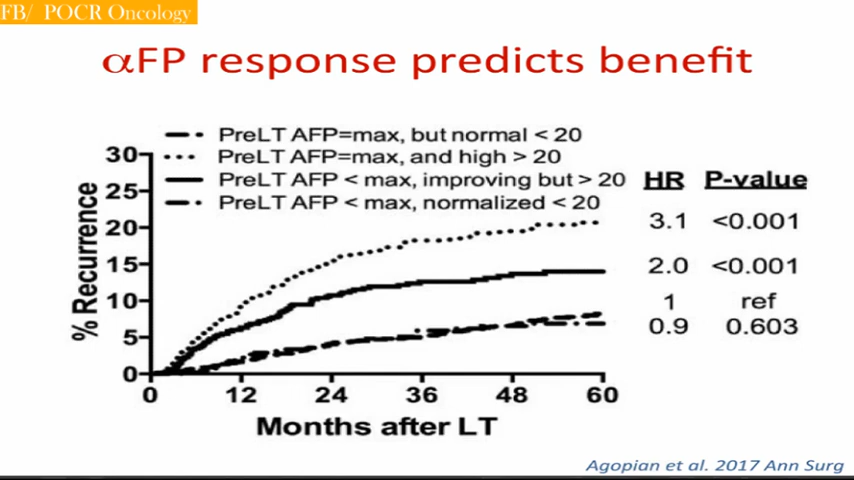 FB/ POCR Oncology
αFP response predicts benefit
PreLT AFP=max, but normal < 20
PreLT AFP=max, and high > 20
PreLT AFP < max, improving but > 20
PreLT AFP < max, normalized < 20
HR P-value
3.1 <0.001
2.0 <0.001
1 ref
0.9 0.603
% Recurrence
30
25
20
15
10
5
0
0 12 24 36 48 60
Months after LT
Agopian et al. 2017 Ann Surg